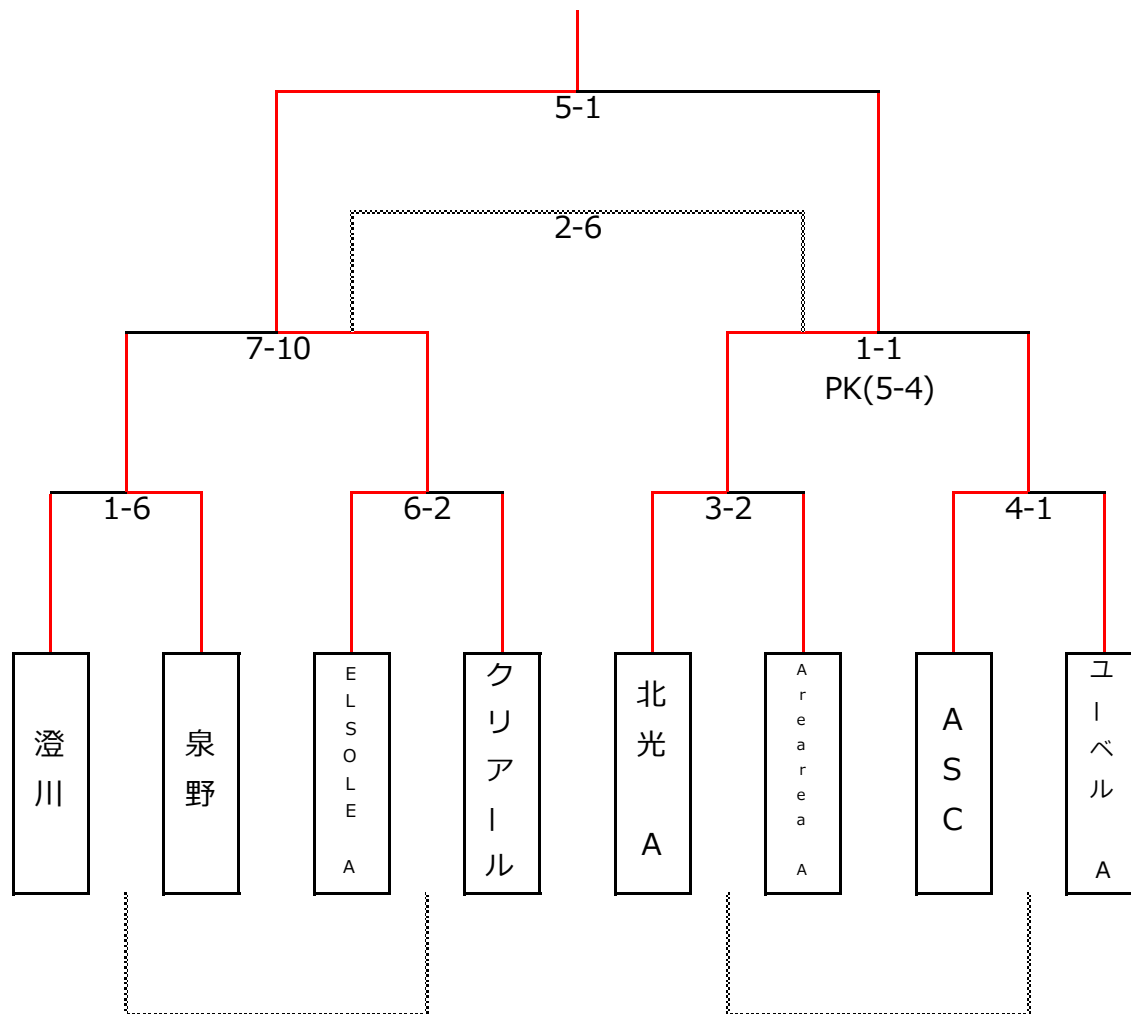 5-1
2-6
7-10
1-1
PK(5-4)
1-6
6-2
3-2
4-1
澄川
泉野
ELSOLE A
クリアール
北光 A
Arearea A
ASC
ユーベル A